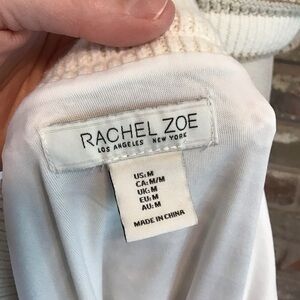 RACHEL ZOE
LOS ANGELES NEW YORK
US: M
CA: M/M
UK: M
EU: M
AU: M
MADE IN CHINA